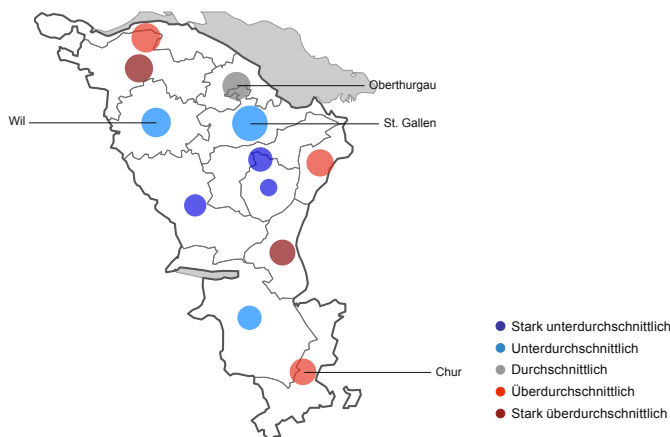 Oberthurgau
Wil
St. Gallen
Chur
Stark unterdurchschnittlich
Unterdurchschnittlich
Durchschnittlich
Überdurchschnittlich
Stark überdurchschnittlich